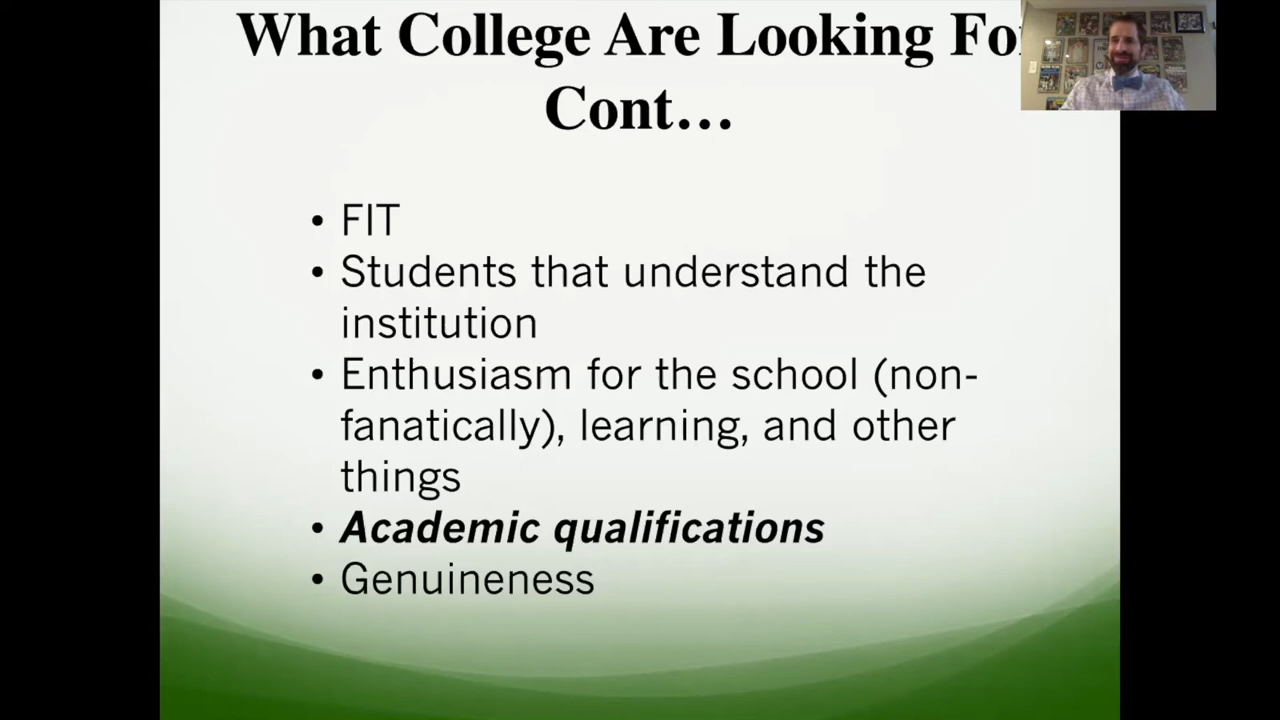 What College Are Looking For
Cont…
• FIT
• Students that understand the
institution
• Enthusiasm for the school (non-
fanatically), learning, and other
things
• Academic qualifications
• Genuineness